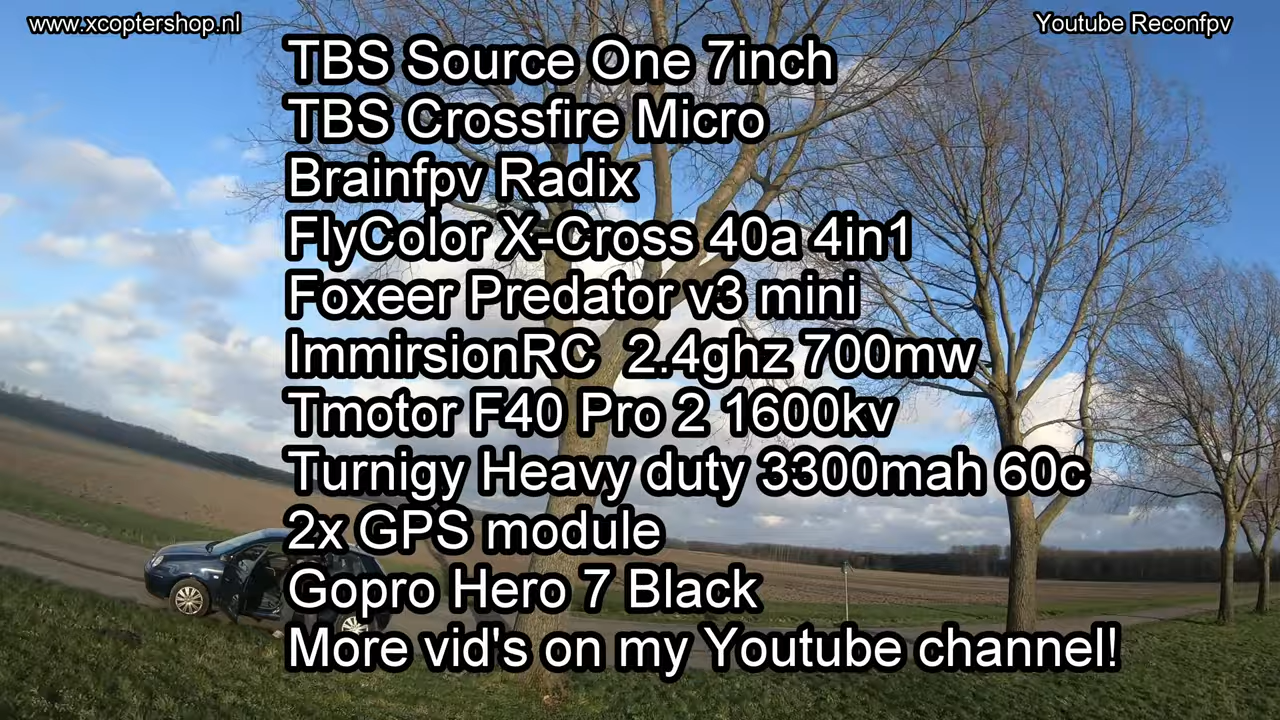 www.xcoptershop.nl
Youtube Reconfpv
TBS Source One 7inch
TBS Crossfire Micro
Brainfpv Radix
FlyColor X-Cross 40a 4in1
Foxeer Predator v3 mini
ImmirsionRC  2.4ghz 700mw
Tmotor F40 Pro 2 1600kv
Turnigy Heavy duty 3300mah 60c
2x GPS module
Gopro Hero 7 Black
More vid's on my Youtube channel!